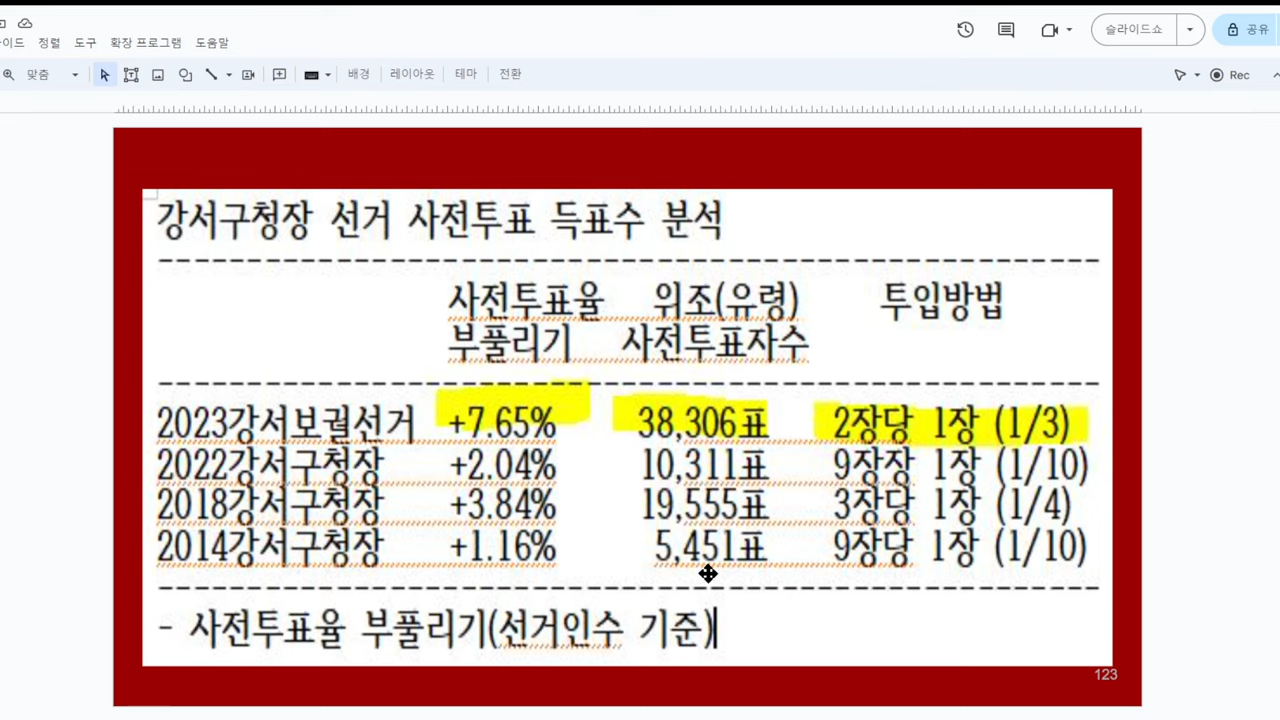 이드 정렬 도구 확장 프로그램 도움말
슬라이드쇼 공유
맞춤 배경 레이아웃 테마 전환 Rec
강서구청장 선거 사전투표 득표수 분석
사전투표율 위조(유령) 투입방법
부풀리기 사전투표자수
2023강서보궐선거 +7.65% 38,306표 2장당 1장 (1/3)
2022강서구청장 +2.04% 10,311표 9장장 1장 (1/10)
2018강서구청장 +3.84% 19,555표 3장당 1장 (1/4)
2014강서구청장 +1.16% 5,451표 9장당 1장 (1/10)
- 사전투표율 부풀리기(선거인수 기준)
123